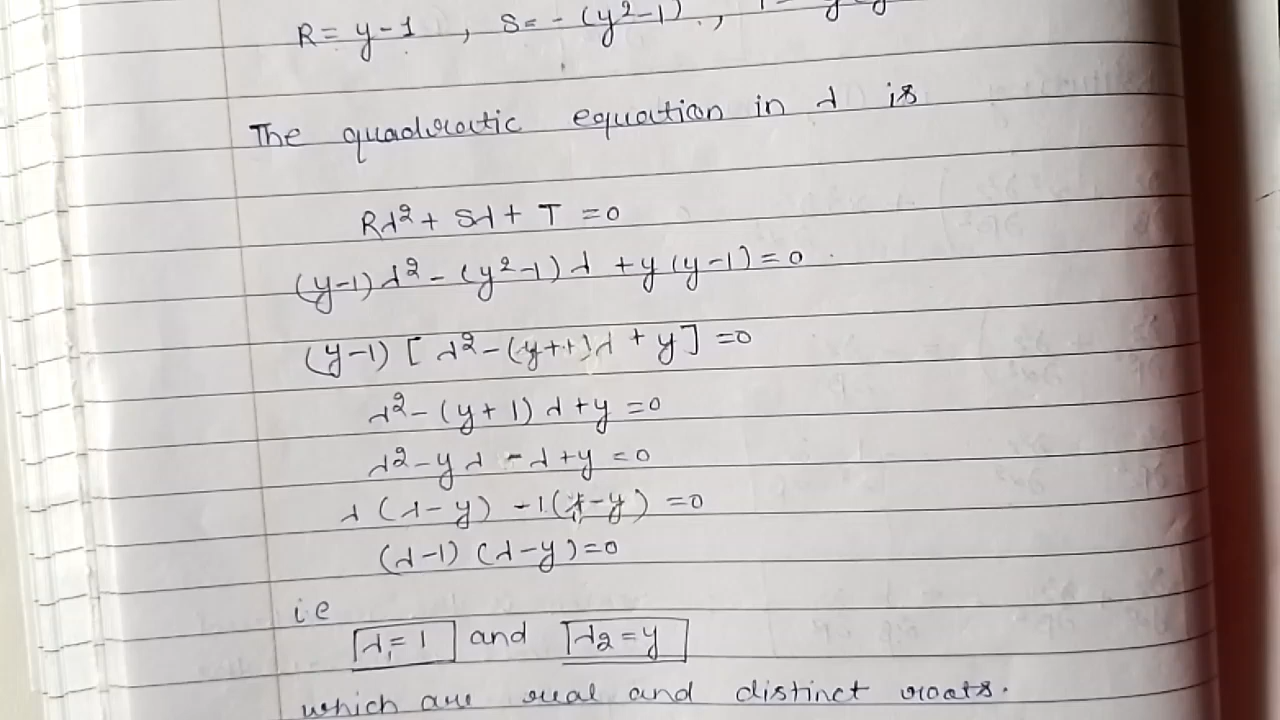 R = y-1 , S = - (y²-1) ,
The quadratic equation in λ is
Rλ² + Sλ + T = 0
(y-1) λ² - (y²-1) λ + y (y-1) = 0 .
(y-1) [ λ² - (y+1)λ + y ] = 0
λ² - (y+1) λ + y = 0
λ² - yλ - λ + y = 0
λ (λ-y) -1 (λ-y) = 0
(λ-1) (λ-y) = 0
i e
λ₁ = 1 and λ2 = y
which are real and distinct roots.